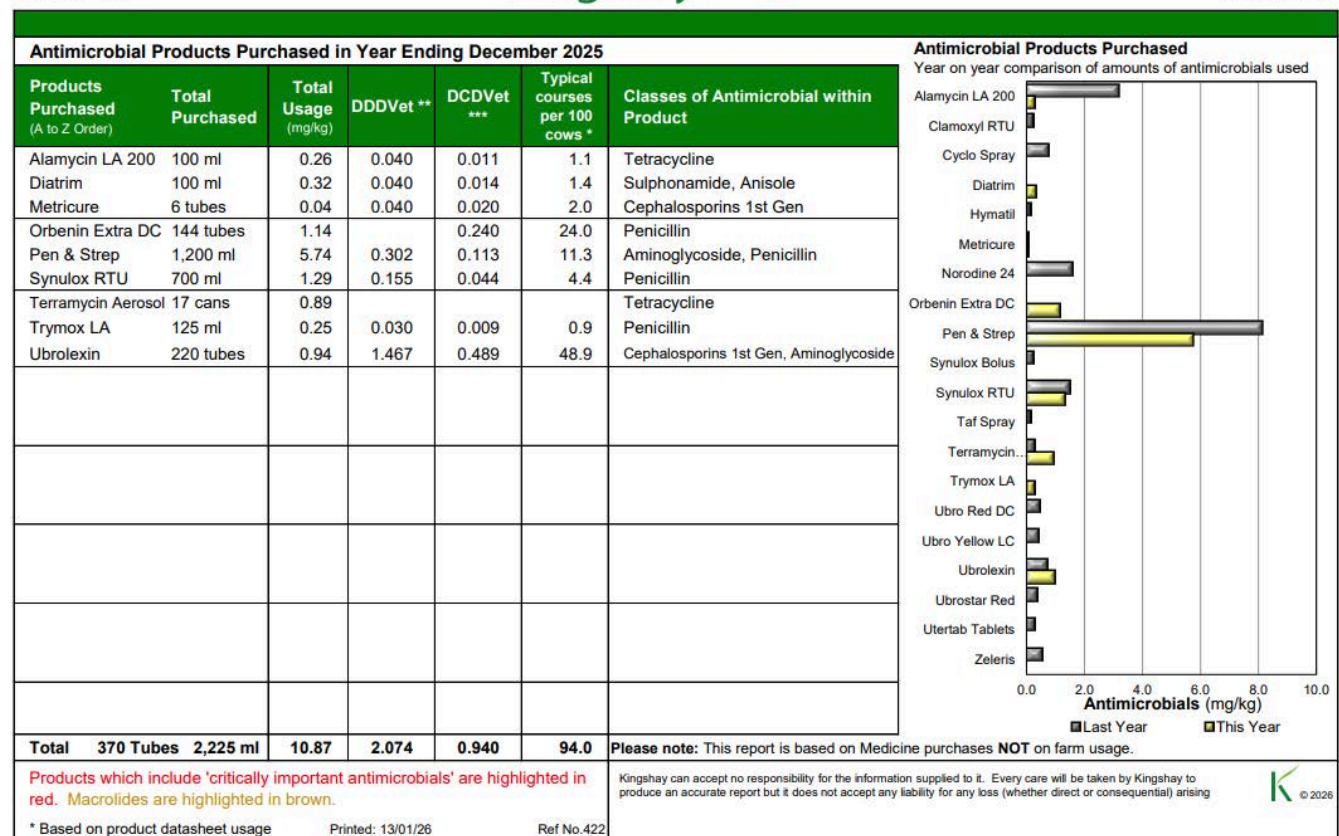 Antimicrobial Products Purchased in Year Ending December 2025
Products Purchased (A to Z Order) Total Purchased Total Usage (mg/kg) DDDVet ** DCDVet *** Typical courses per 100 cows * Classes of Antimicrobial within Product
Alamycin LA 200 100 ml 0.26 0.040 0.011 1.1 Tetracycline
Diatrim 100 ml 0.32 0.040 0.014 1.4 Sulphonamide, Anisole
Metricure 6 tubes 0.04 0.040 0.020 2.0 Cephalosporins 1st Gen
Orbenin Extra DC 144 tubes 1.14 0.240 24.0 Penicillin
Pen & Strep 1,200 ml 5.74 0.302 0.113 11.3 Aminoglycoside, Penicillin
Synulox RTU 700 ml 1.29 0.155 0.044 4.4 Penicillin
Terramycin Aerosol 17 cans 0.89 Tetracycline
Trymox LA 125 ml 0.25 0.030 0.009 0.9 Penicillin
Ubrolexin 220 tubes 0.94 1.467 0.489 48.9 Cephalosporins 1st Gen, Aminoglycoside
Total 370 Tubes 2,225 ml 10.87 2.074 0.940 94.0 Please note: This report is based on Medicine purchases NOT on farm usage.
Products which include 'critically important antimicrobials' are highlighted in
red. Macrolides are highlighted in brown.
* Based on product datasheet usage Printed: 13/01/26 Ref No.422
Kingshay can accept no responsibility for the information supplied to it. Every care will be taken by Kingshay to
produce an accurate report but it does not accept any liability for any loss (whether direct or consequential) arising
K © 2026
Antimicrobial Products Purchased
Year on year comparison of amounts of antimicrobials used
Alamycin LA 200
Clamoxyl RTU
Cyclo Spray
Diatrim
Hymatil
Metricure
Norodine 24
Orbenin Extra DC
Pen & Strep
Synulox Bolus
Synulox RTU
Taf Spray
Terramycin...
Trymox LA
Ubro Red DC
Ubro Yellow LC
Ubrolexin
Ubrostar Red
Utertab Tablets
Zeleris
0.0 2.0 4.0 6.0 8.0 10.0
Antimicrobials (mg/kg)
Last Year This Year